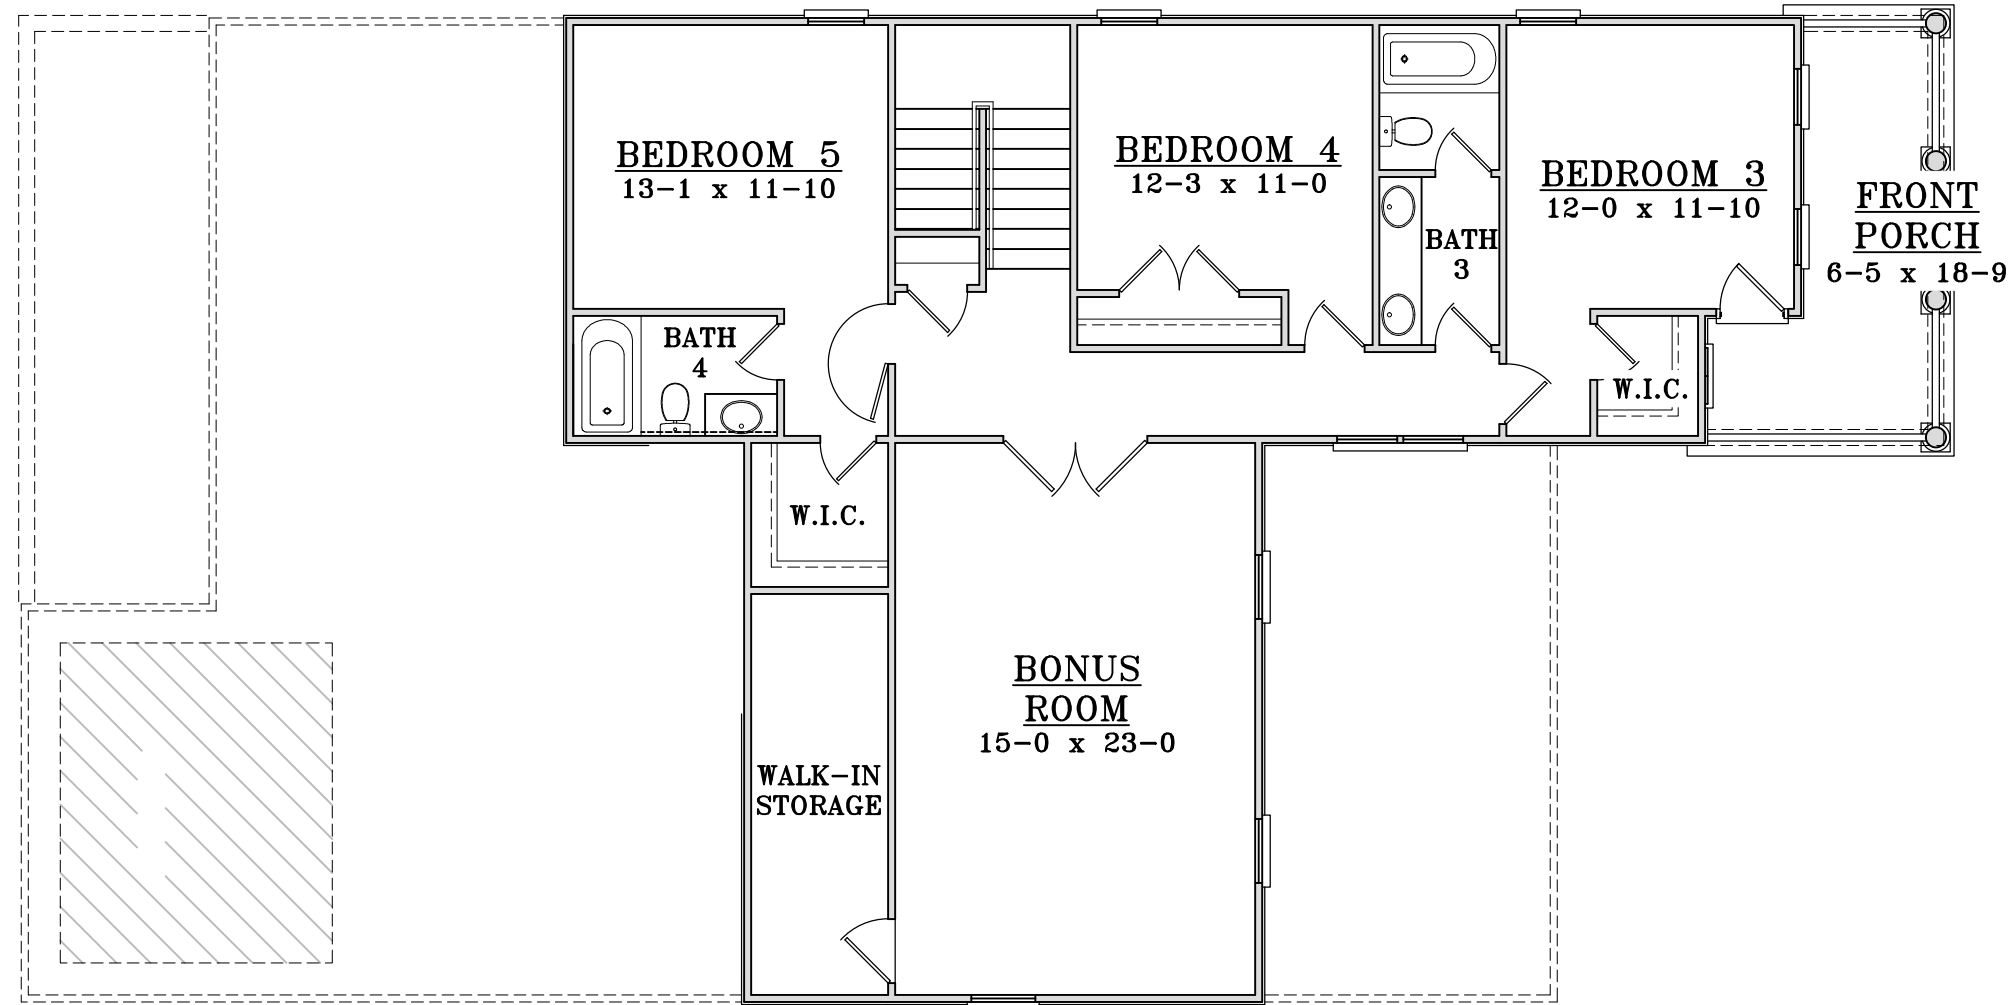 BEDROOM 5
13-1 x 11-10
BEDROOM 4
12-3 x 11-0
BEDROOM 3
12-0 x 11-10
FRONT
PORCH
6-5 x 18-9
BATH
3
BATH
4
W.I.C.
W.I.C.
BONUS
ROOM
15-0 x 23-0
WALK-IN
STORAGE